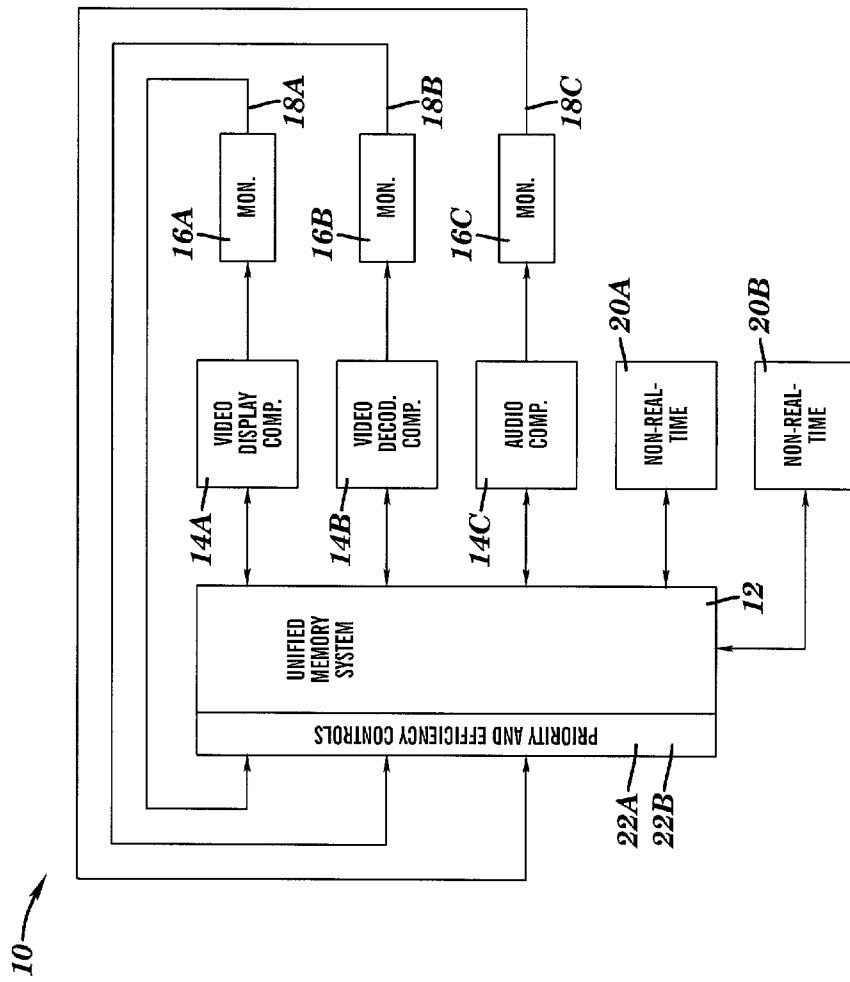 10
18A
18B
18C
16A
MON.
16B
MON.
16C
MON.
20A
20B
14A
VIDEO
DISPLAY
COMP.
14B
VIDEO
DECOD.
COMP.
14C
AUDIO
COMP.
NON-REAL-
TIME
NON-REAL-
TIME
12
UNIFIED
MEMORY
SYSTEM
PRIORITY AND EFFICIENCY CONTROLS
22A
22B